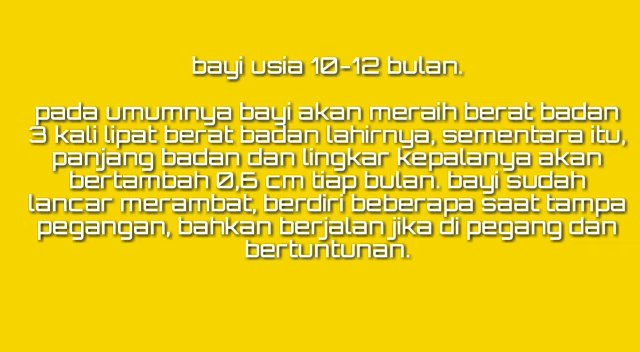 bayi usia 10-12 bulan.
pada umumnya bayi akan meraih berat badan
3 kali lipat berat badan lahirnya, sementara itu,
panjang badan dan lingkar kepalanya akan
bertambah 0,6 cm tiap bulan. bayi sudah
lancar merambat, berdiri beberapa saat tampa
pegangan, bahkan berjalan jika di pegang dan
bertuntunan.